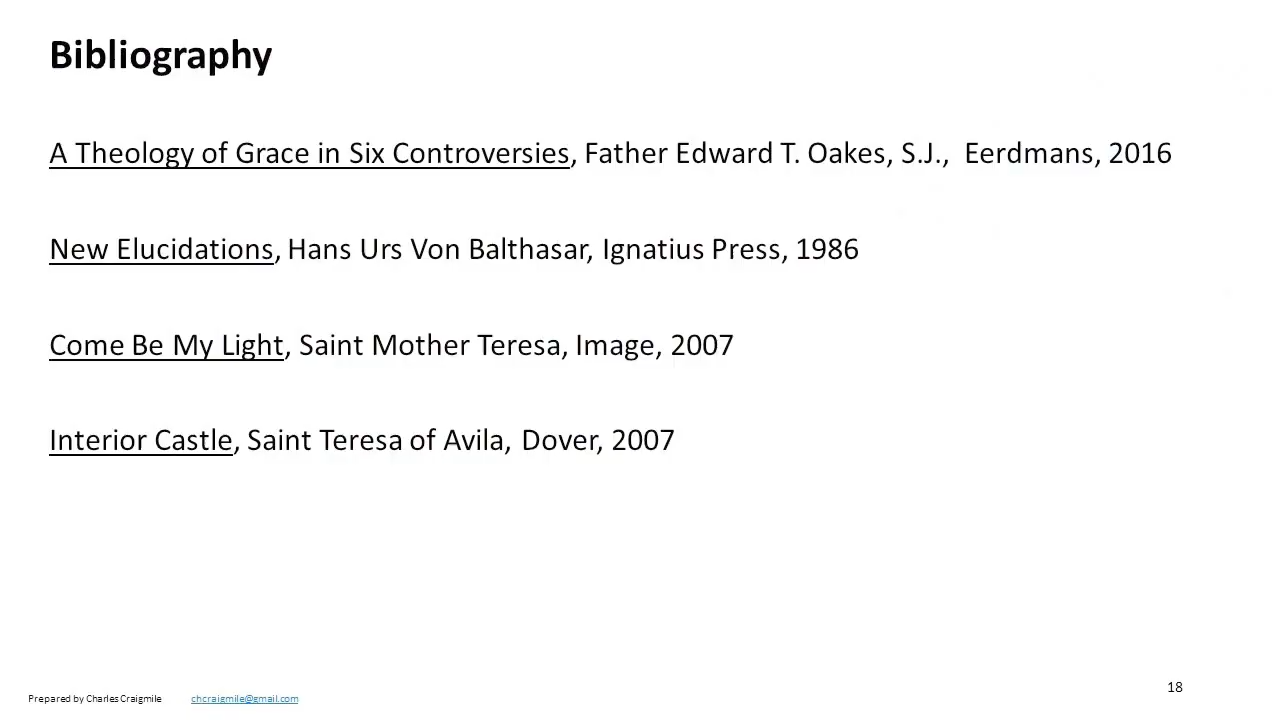 Bibliography
A Theology of Grace in Six Controversies, Father Edward T. Oakes, S.J.,  Eerdmans, 2016
New Elucidations, Hans Urs Von Balthasar, Ignatius Press, 1986
Come Be My Light, Saint Mother Teresa, Image, 2007
Interior Castle, Saint Teresa of Avila, Dover, 2007
Prepared by Charles Craigmile chcraigmile@gmail.com
18